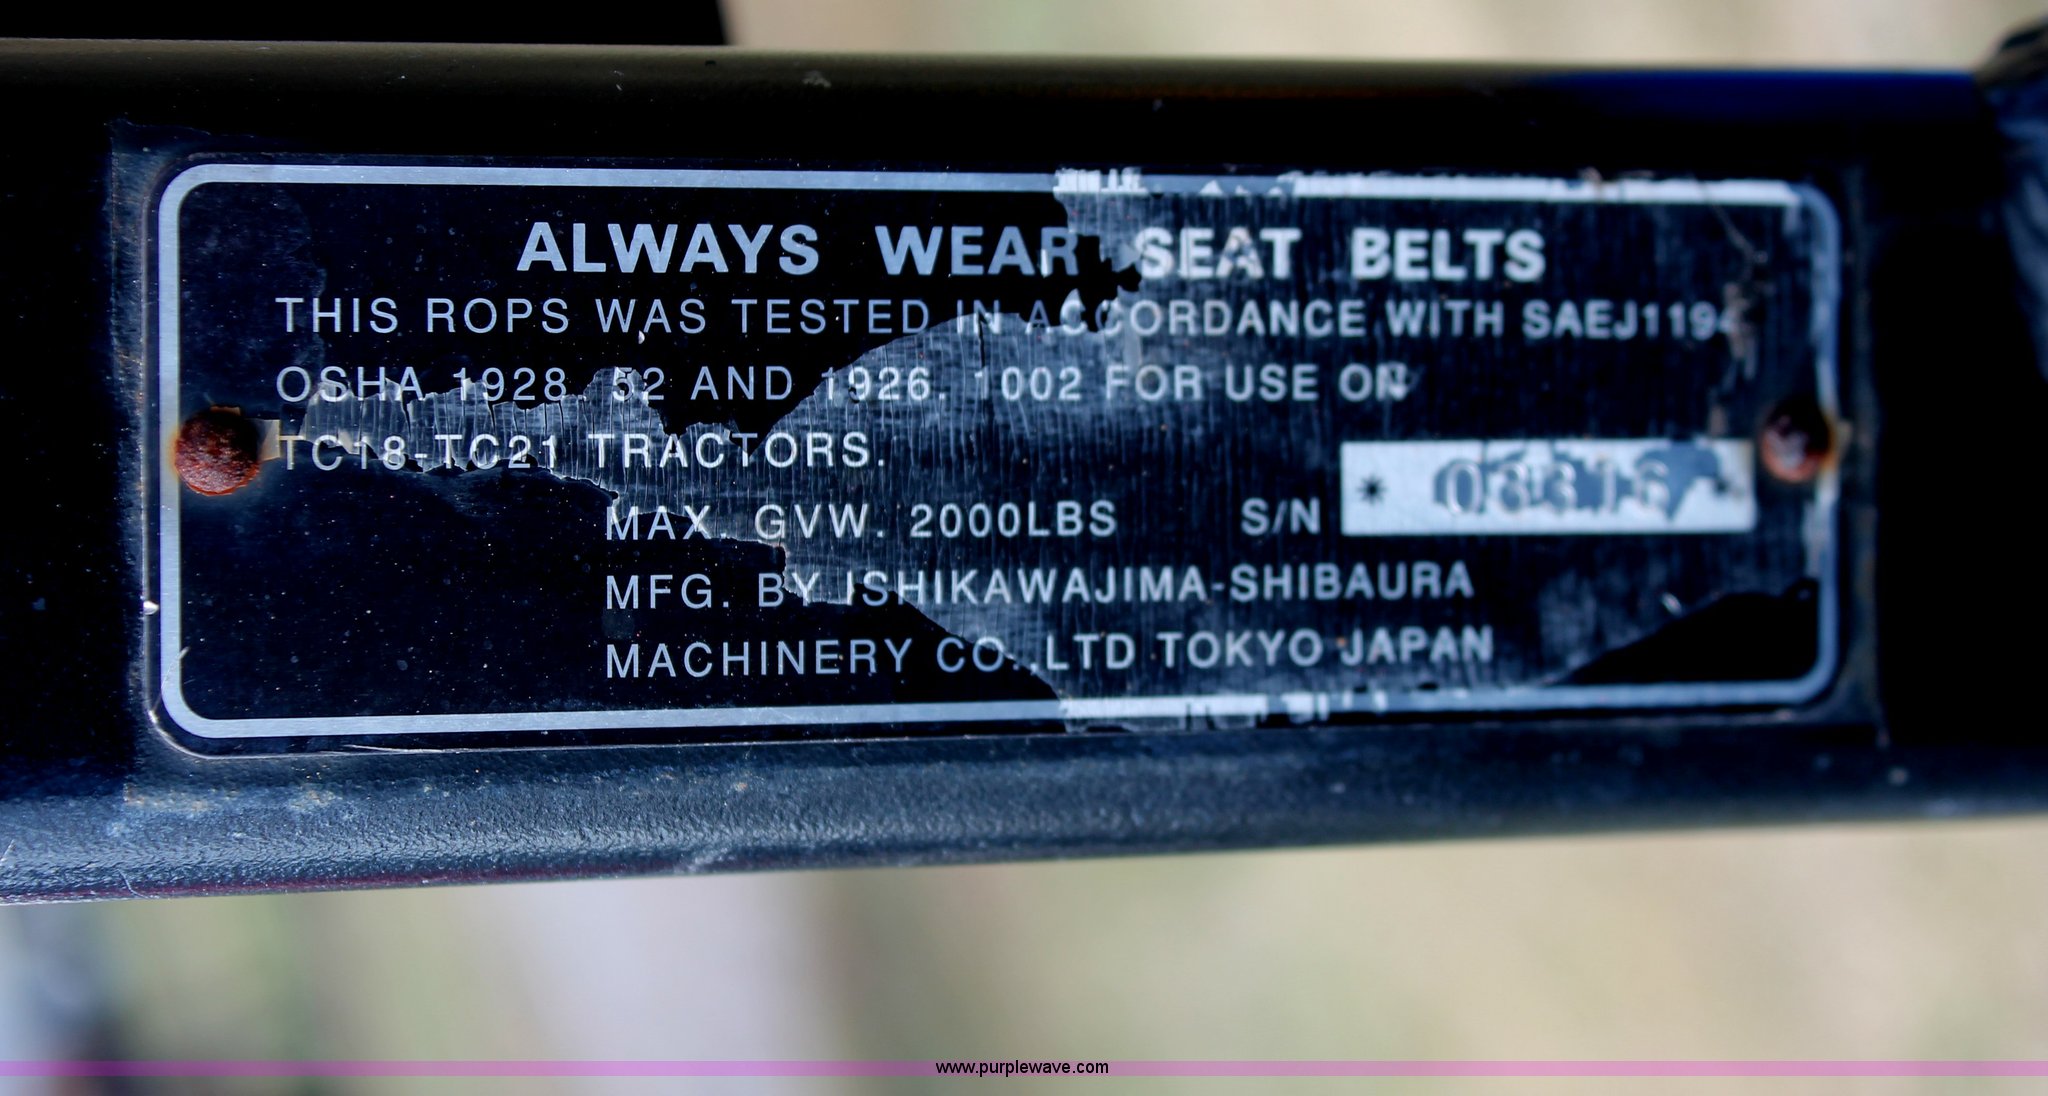 ALWAYS WEAR SEAT BELTS
THIS ROPS WAS TESTED IN ACCORDANCE WITH SAEJ1194
OSHA 1928. 52 AND 1926. 1002 FOR USE ON
TC18-TC21 TRACTORS.
MAX. GVW. 2000LBS S/N * 03316 *
MFG. BY ISHIKAWAJIMA-SHIBAURA
MACHINERY CO.,LTD TOKYO JAPAN
www.purplewave.com